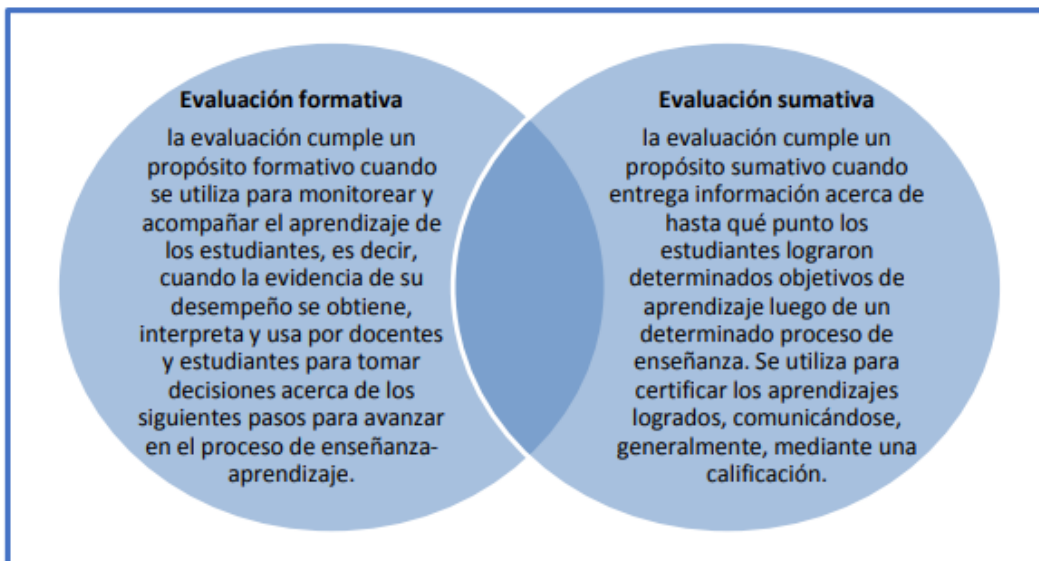 Evaluación formativa
la evaluación cumple un
propósito formativo cuando
se utiliza para monitorear y
acompañar el aprendizaje de
los estudiantes, es decir,
cuando la evidencia de su
desempeño se obtiene,
interpreta y usa por docentes
y estudiantes para tomar
decisiones acerca de los
siguientes pasos para avanzar
en el proceso de enseñanza-
aprendizaje.
Evaluación sumativa
la evaluación cumple un
propósito sumativo cuando
entrega información acerca de
hasta qué punto los
estudiantes lograron
determinados objetivos de
aprendizaje luego de un
determinado proceso de
enseñanza. Se utiliza para
certificar los aprendizajes
logrados, comunicándose,
generalmente, mediante una
calificación.